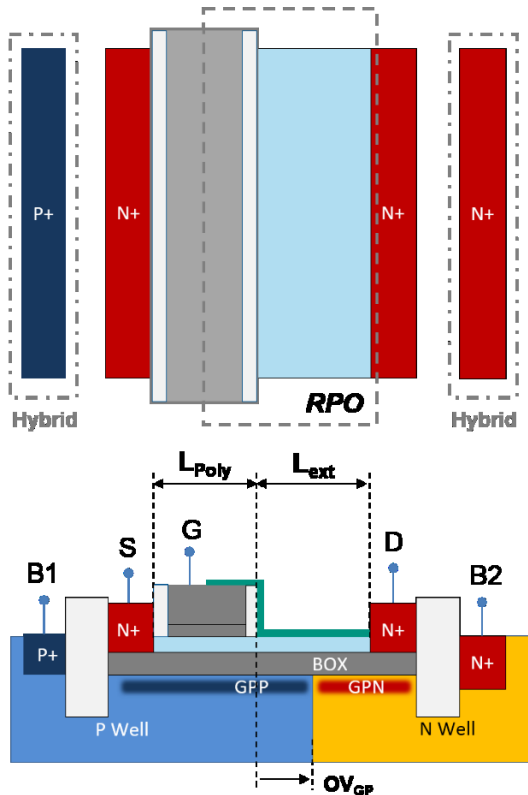 P+
N+
N+
N+
Hybrid
RPO
Hybrid
L_Poly
L_ext
G
S
D
B1
B2
N+
N+
P+
BOX
N+
GPP
GPN
P Well
N Well
OV_GP